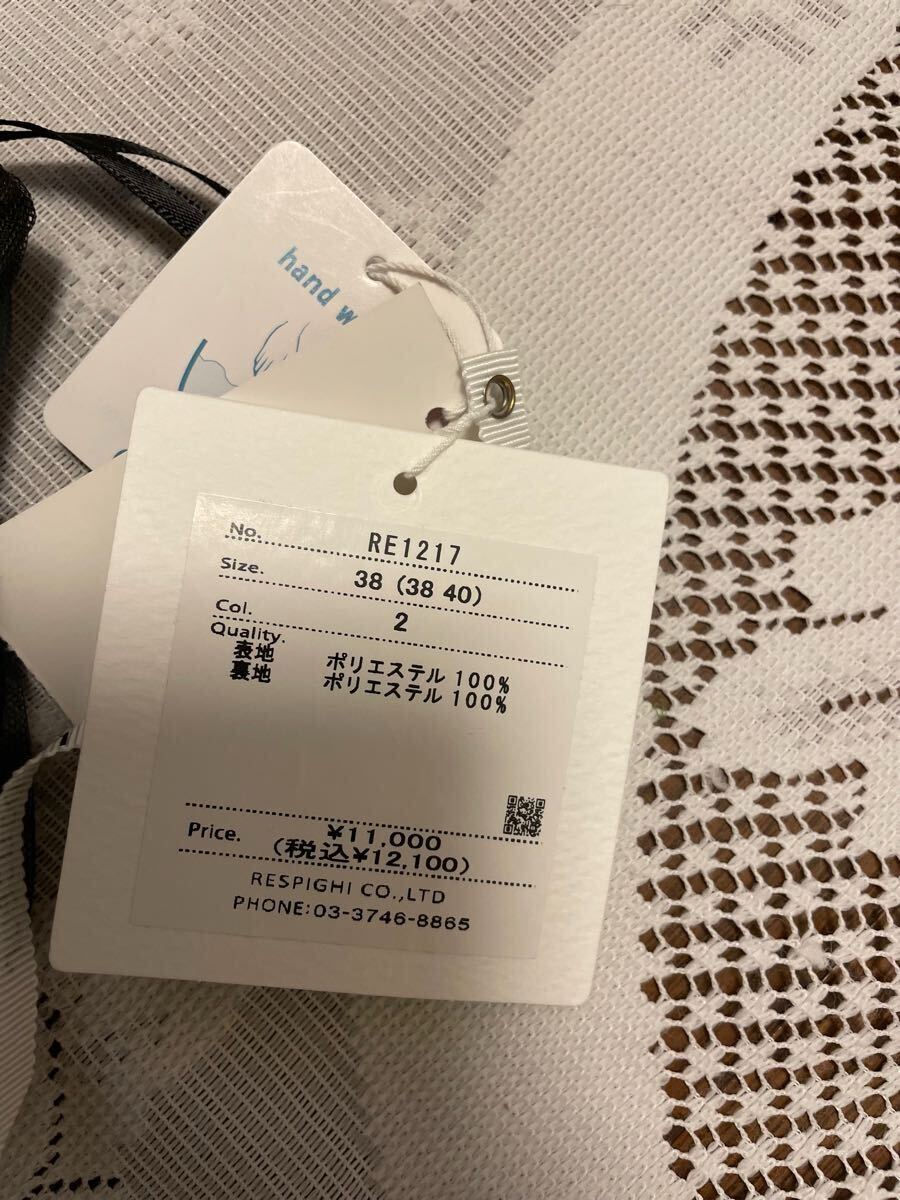 hand
No. RE1217
Size. 38 (38 40)
Col. 2
Quality.
表地 ポリエステル 100%
裏地 ポリエステル 100%
Price. ¥11,000
(税込¥12,100)
RESPIGHI CO.,LTD
PHONE:03-3746-8865